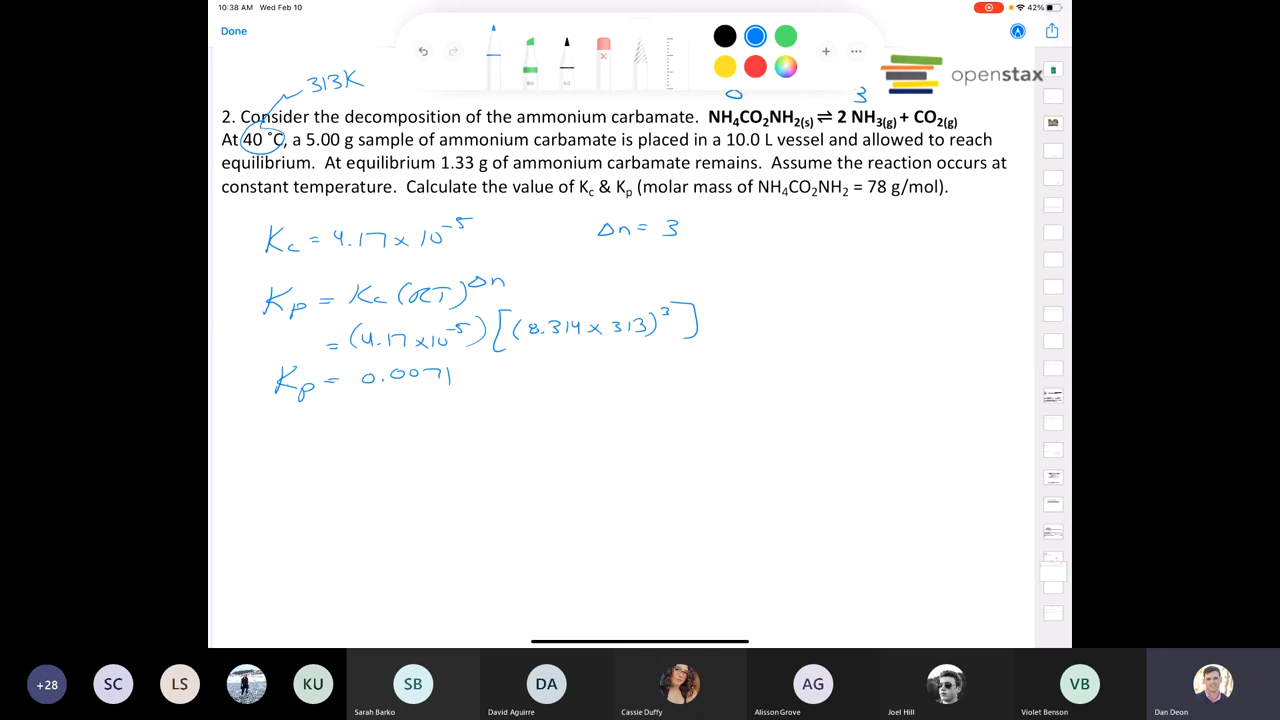 10:38 AM Wed Feb 10
42%
Done
openstax
313K
0 3
2. Consider the decomposition of the ammonium carbamate. NH₄CO₂NH₂(s) ⇌ 2 NH₃(g) + CO₂(g)
At 40 °C, a 5.00 g sample of ammonium carbamate is placed in a 10.0 L vessel and allowed to reach
equilibrium. At equilibrium 1.33 g of ammonium carbamate remains. Assume the reaction occurs at
constant temperature. Calculate the value of Kc & Kp (molar mass of NH₄CO₂NH₂ = 78 g/mol).
Kc = 4.17 x 10⁻⁵ Δn = 3
Kp = Kc (RT)^Δn
= (4.17 x 10⁻⁵) [(8.314 x 313)³]
Kp = 0.0071
+28 SC LS KU SB DA AG VB
Sarah Barko David Aguirre Cassie Duffy Alisson Grove Joel Hill Violet Benson Dan Deon